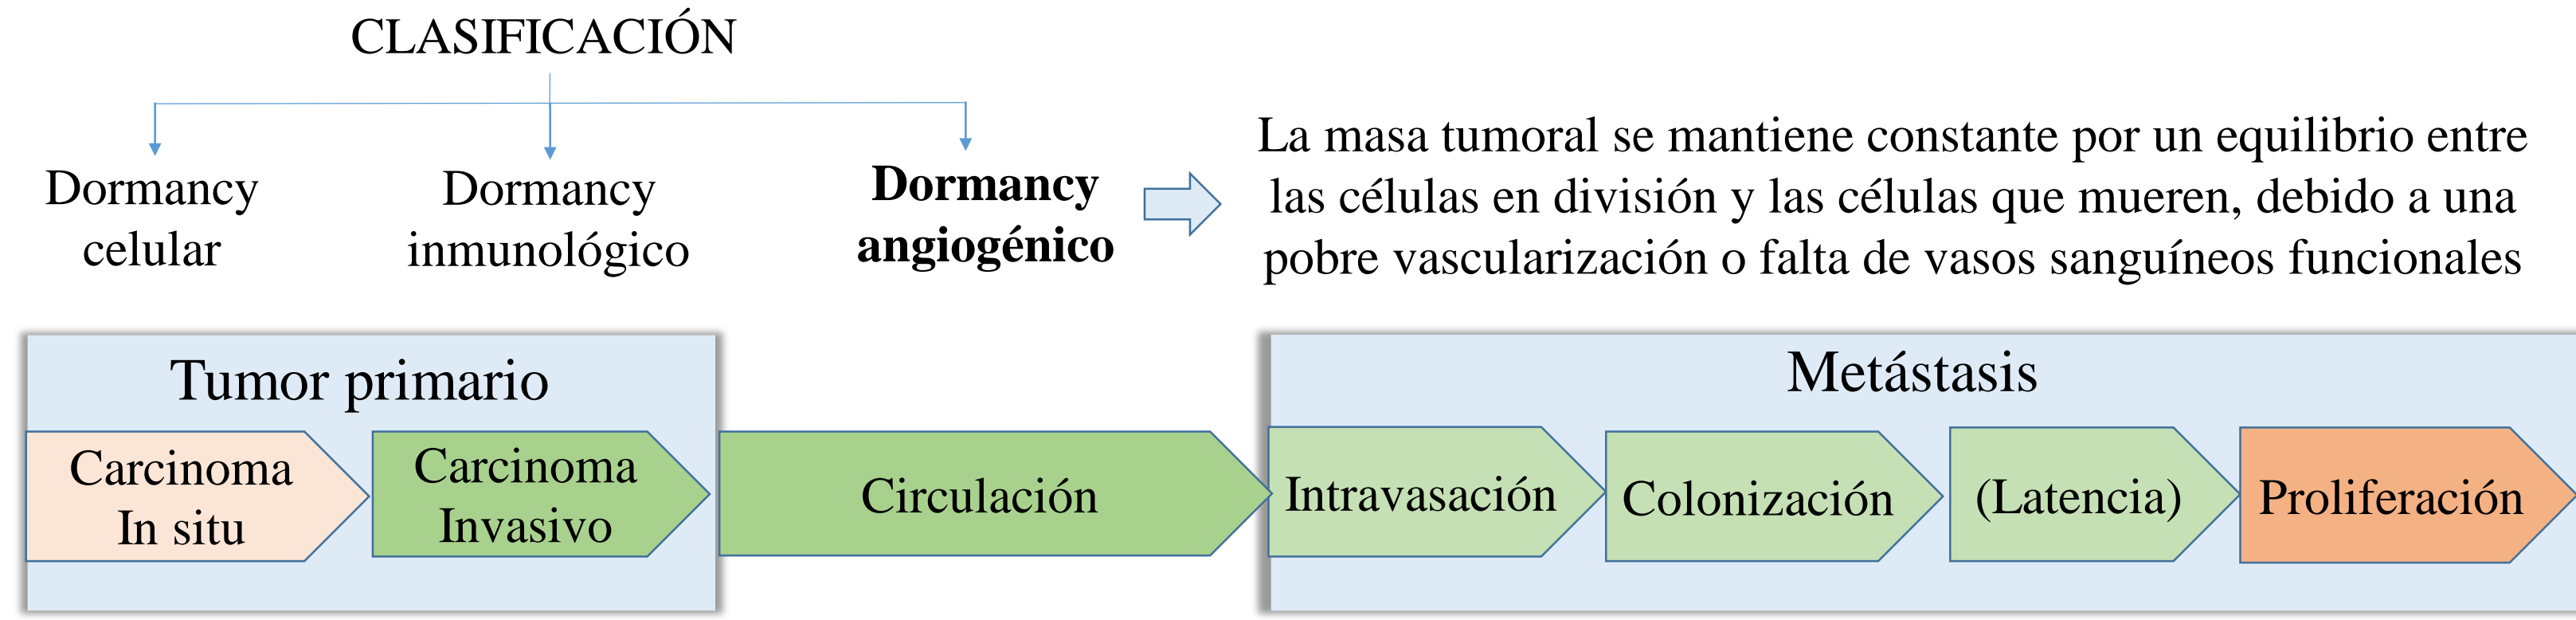 CLASIFICACIÓN
Dormancy
celular
Dormancy
inmunológico
Dormancy
angiogénico
La masa tumoral se mantiene constante por un equilibrio entre
las células en división y las células que mueren, debido a una
pobre vascularización o falta de vasos sanguíneos funcionales
Tumor primario
Carcinoma
In situ
Carcinoma
Invasivo
Circulación
Metástasis
Intravasación
Colonización
(Latencia)
Proliferación